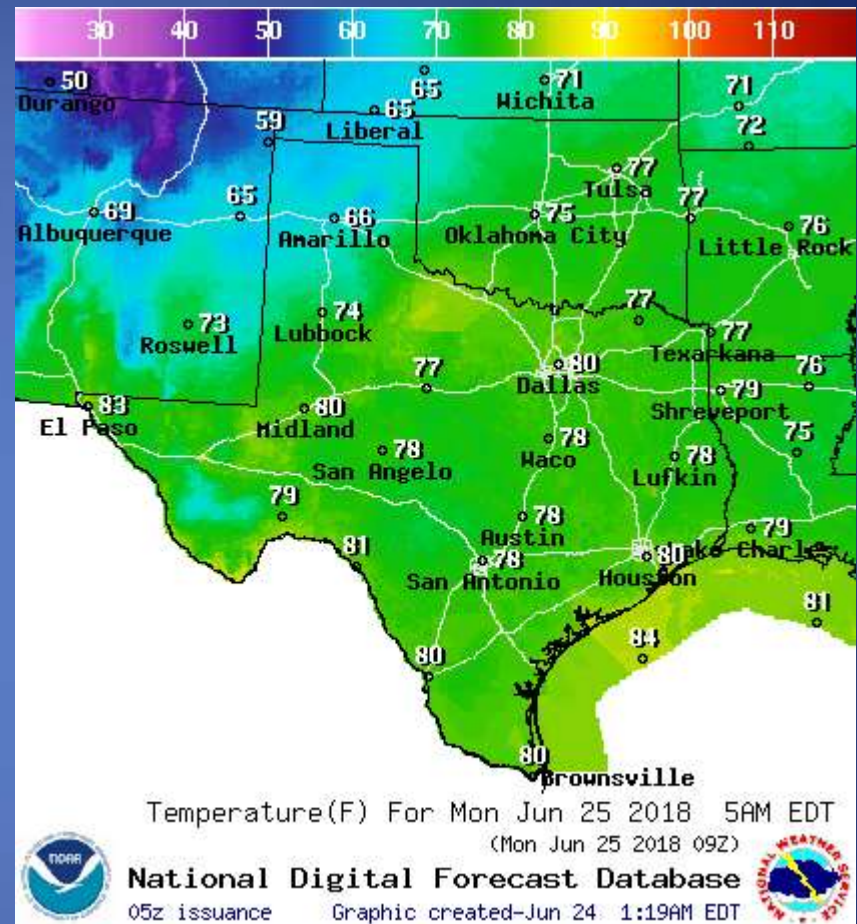 30 40 50 60 70 80 90 100 110
50
Durango
65
71
Wichita
71
65
Liberal
59
72
77
Tulsa
69
Albuquerque
65
66
Amarillo
75
Oklahoma City
77
76
Little Rock
73
Roswell
74
Lubbock
77
77
Texarkana
80
Dallas
77
76
79
Shreveport
83
El Paso
80
Midland
78
San Angelo
78
Waco
78
Lufkin
75
79
78
Austin
79
81
78
San Antonio
80
Houston
81
84
80
80
Brownsville
Temperature(F) For Mon Jun 25 2018 5AM EDT
(Mon Jun 25 2018 09Z)
NOAA
National Digital Forecast Database
05z issuance Graphic created-Jun 24 1:19AM EDT
NATIONAL WEATHER SERVICE